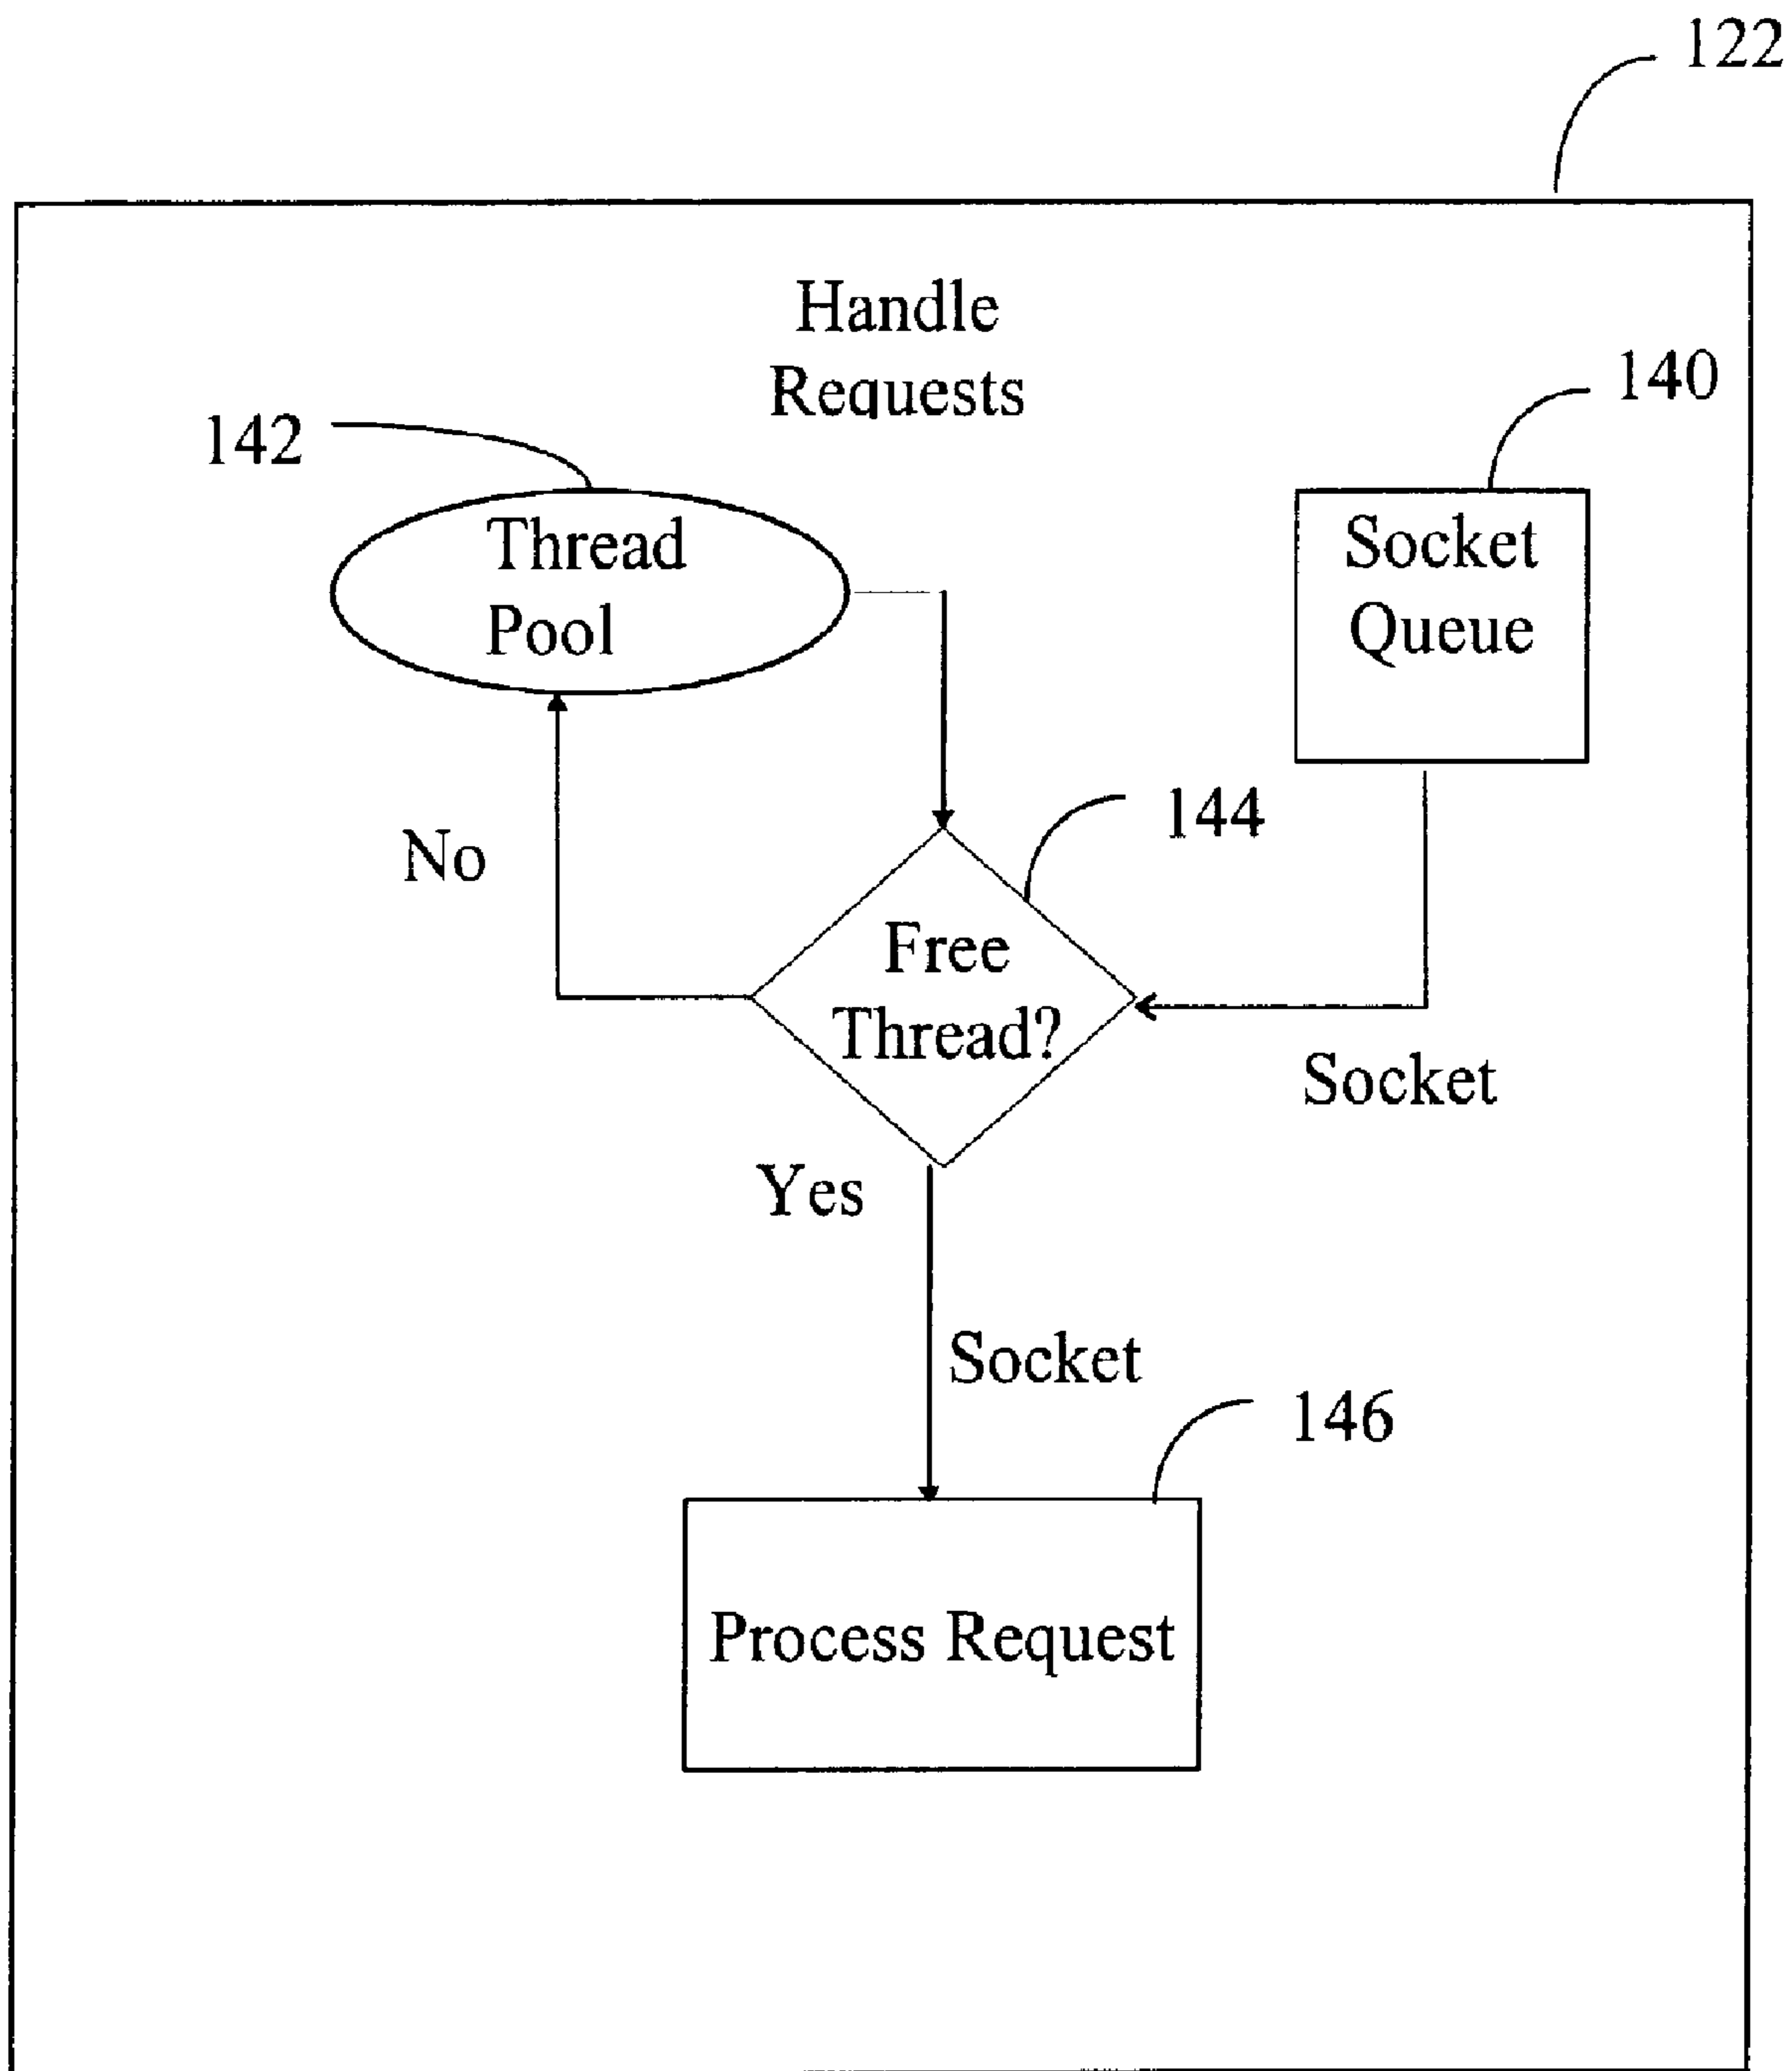 122
Handle
Requests
140
142
Thread
Pool
Socket
Queue
144
No
Free
Thread?
Socket
Yes
Socket
146
Process Request